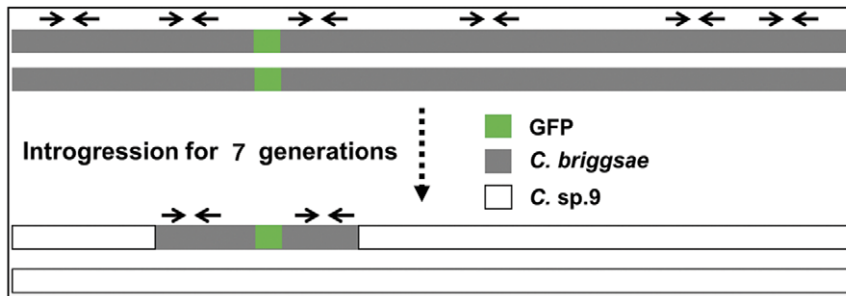 GFP
Introgression for 7 generations
C. briggsae
C. sp.9